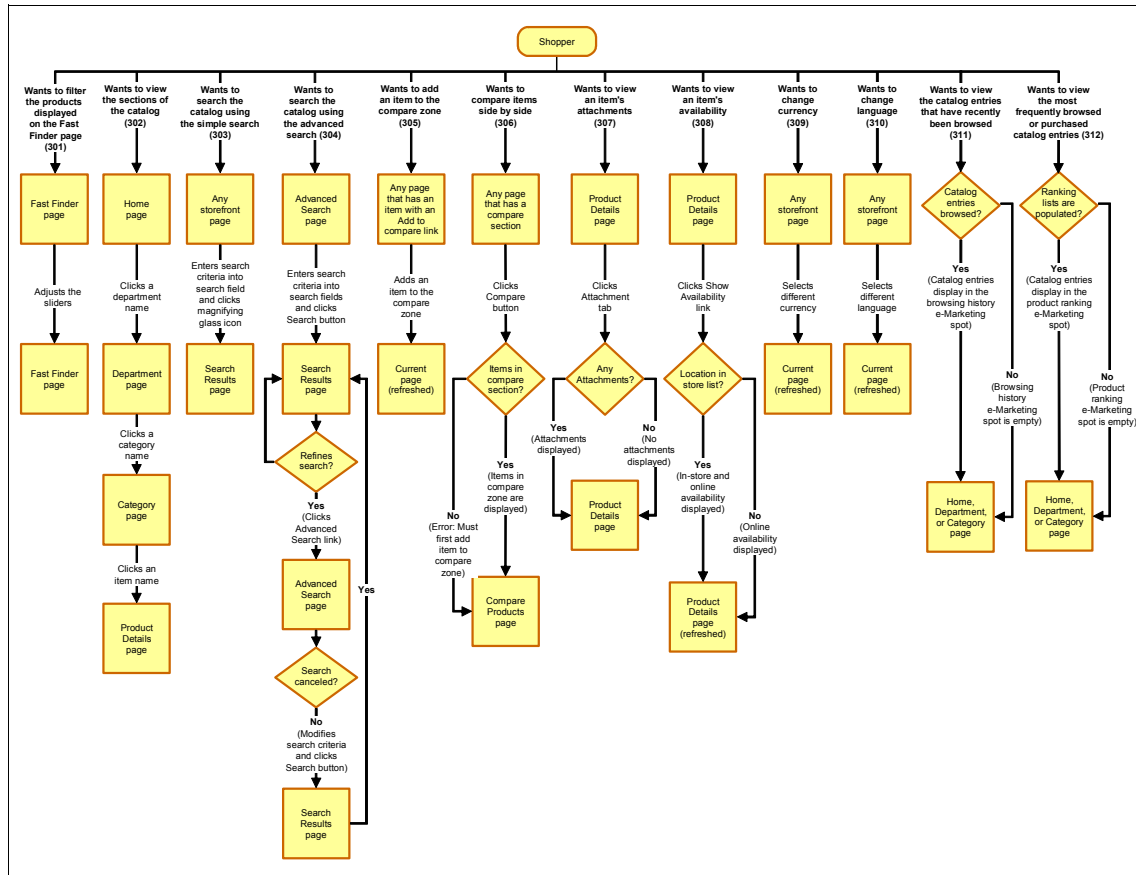 Shopper
Wants to filter
the products
displayed
on the Fast
Finder page
(301)
Fast Finder
page
Adjusts the
sliders
Fast Finder
page
Wants to view
the sections of
the catalog
(302)
Home
page
Clicks a
department
name
Department
page
Clicks a
category
name
Category
page
Clicks an
item name
Product
Details
page
Wants to
search the
catalog using
the simple search
(303)
Any
storefront
page
Enters search
criteria into
search field
and clicks
magnifying
glass icon
Search
Results
page
Wants to
search the
catalog using
the advanced
search (304)
Advanced
Search
page
Enters search
criteria into
search fields
and clicks
Search button
Search
Results
page
Refines
search?
Yes
(Clicks
Advanced
Search link)
Advanced
Search
page
Search
canceled?
No
(Modifies
search criteria
and clicks
Search button)
Search
Results
page
Yes
Wants to add
an item to the
compare zone
(305)
Any page
that has an
item with an
Add to
compare link
Adds an
item to the
compare
zone
Current
page
(refreshed)
Wants to
compare items
side by side
(306)
Any page
that has a
compare
section
Clicks
Compare
button
Items in
compare
section?
Yes
(Items in
compare
zone are
displayed)
No
(Error: Must
first add
item to
compare
zone)
Compare
Products
page
Wants to view
an item's
attachments
(307)
Product
Details
page
Clicks
Attachment
tab
Any
Attachments?
Yes
(Attachments
displayed)
No
(No
attachments
displayed)
Product
Details
page
Wants to view
an item's
availability
(308)
Product
Details
page
Clicks Show
Availability
link
Location in
store list?
Yes
(In-store and
online
availability
displayed)
No
(Online
availability
displayed)
Product
Details
page
(refreshed)
Wants to
change
currency
(309)
Any
storefront
page
Selects
different
currency
Current
page
(refreshed)
Wants to
change
language
(310)
Any
storefront
page
Selects
different
language
Current
page
(refreshed)
Wants to view
the catalog entries
that have recently
been browsed
(311)
Catalog
entries
browsed?
Yes
(Catalog entries
display in the
browsing history
e-Marketing
spot)
No
(Browsing
history
e-Marketing
spot is empty)
Home,
Department,
or Category
page
Wants to view
the most
frequently browsed
or purchased
catalog entries (312)
Ranking
lists are
populated?
Yes
(Catalog entries
display in the
product ranking
e-Marketing
spot)
No
(Product
ranking
e-Marketing
spot is empty)
Home,
Department,
or Category
page